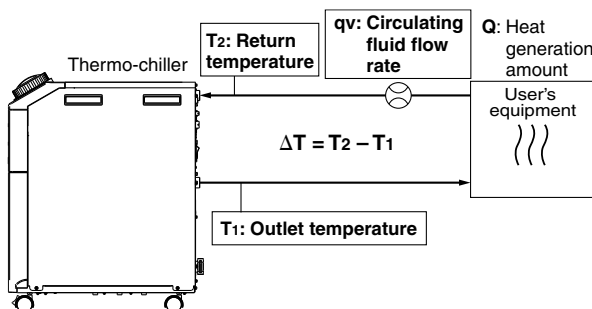 qv: Circulating
fluid flow
rate
Q: Heat
generation
amount
T2: Return
temperature
Thermo-chiller
User's
equipment
ΔT = T2 – T1
T1: Outlet temperature